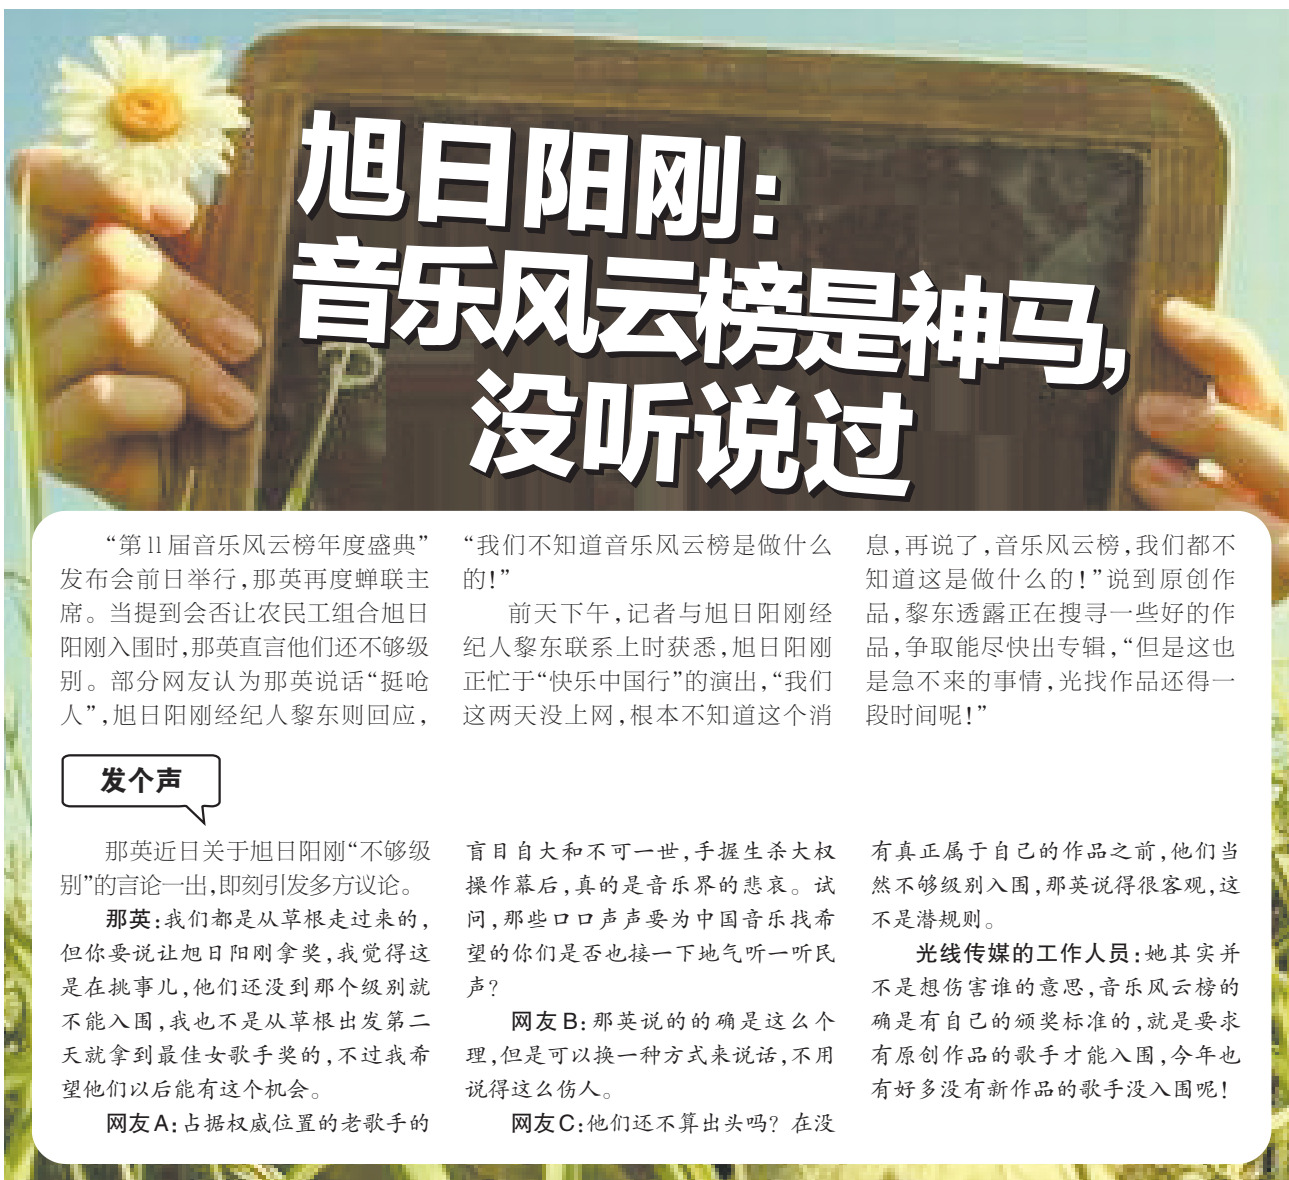 旭日阳刚：
音乐风云榜是神马，
没听说过
“第11届音乐风云榜年度盛典”
发布会前日举行，那英再度蝉联主
席。当提到会否让农民工组合旭日
阳刚入围时，那英直言他们还不够级
别。部分网友认为那英说话“挺呛
人”，旭日阳刚经纪人黎东则回应，
“我们不知道音乐风云榜是做什么
的！”
前天下午，记者与旭日阳刚经
纪人黎东联系上时获悉，旭日阳刚
正忙于“快乐中国行”的演出，“我们
这两天没上网，根本不知道这个消
息，再说了，音乐风云榜，我们都不
知道这是做什么的！”说到原创作
品，黎东透露正在搜寻一些好的作
品，争取能尽快出专辑，“但是这也
是急不来的事情，光找作品还得一
段时间呢！”
发个声
那英近日关于旭日阳刚“不够级
别”的言论一出，即刻引发多方议论。
那英：我们都是从草根走过来的，
但你要说让旭日阳刚拿奖，我觉得这
是在挑事儿，他们还没到那个级别就
不能入围，我也不是从草根出发第二
天就拿到最佳女歌手奖的，不过我希
望他们以后能有这个机会。
网友A：占据权威位置的老歌手的
盲目自大和不可一世，手握生杀大权
操作幕后，真的是音乐界的悲哀。试
问，那些口口声声要为中国音乐找希
望的你们是否也接一下地气听一听民
声？
网友B：那英说的的确是这么个
理，但是可以换一种方式来说话，不用
说得这么伤人。
网友C：他们还不算出头吗？在没
有真正属于自己的作品之前，他们当
然不够级别入围，那英说得很客观，这
不是潜规则。
光线传媒的工作人员：她其实并
不是想伤害谁的意思，音乐风云榜的
确是有自己的颁奖标准的，就是要求
有原创作品的歌手才能入围，今年也
有好多没有新作品的歌手没入围呢！